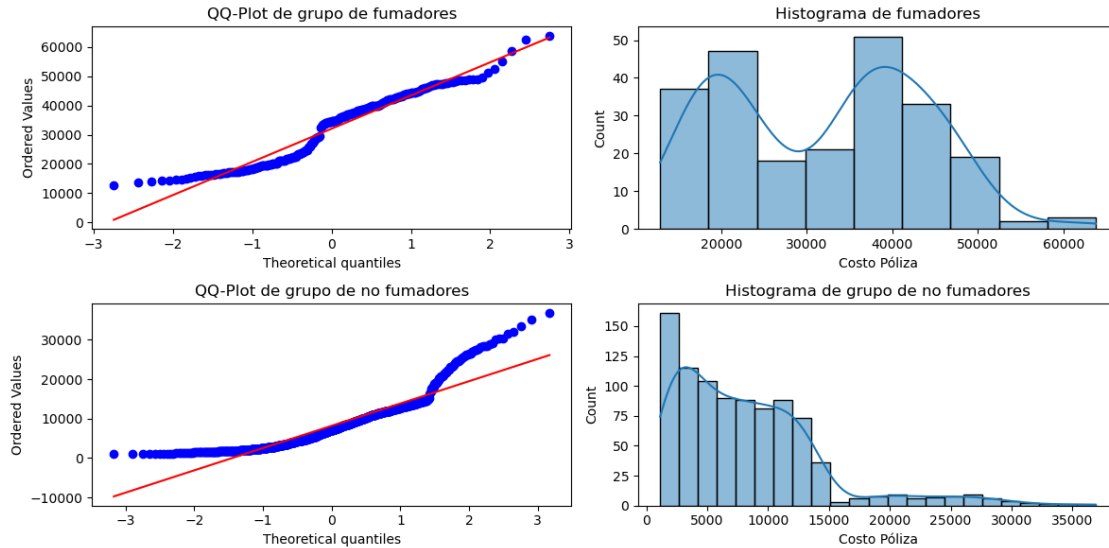 QQ-Plot de grupo de fumadores
Ordered Values
60000
50000
40000
30000
20000
10000
0
−3 −2 −1 0 1 2 3
Theoretical quantiles
Histograma de fumadores
Count
50
40
30
20
10
0
20000 30000 40000 50000 60000
Costo Póliza
QQ-Plot de grupo de no fumadores
Ordered Values
30000
20000
10000
0
−10000
−3 −2 −1 0 1 2 3
Theoretical quantiles
Histograma de grupo de no fumadores
Count
150
125
100
75
50
25
0
0 5000 10000 15000 20000 25000 30000 35000
Costo Póliza